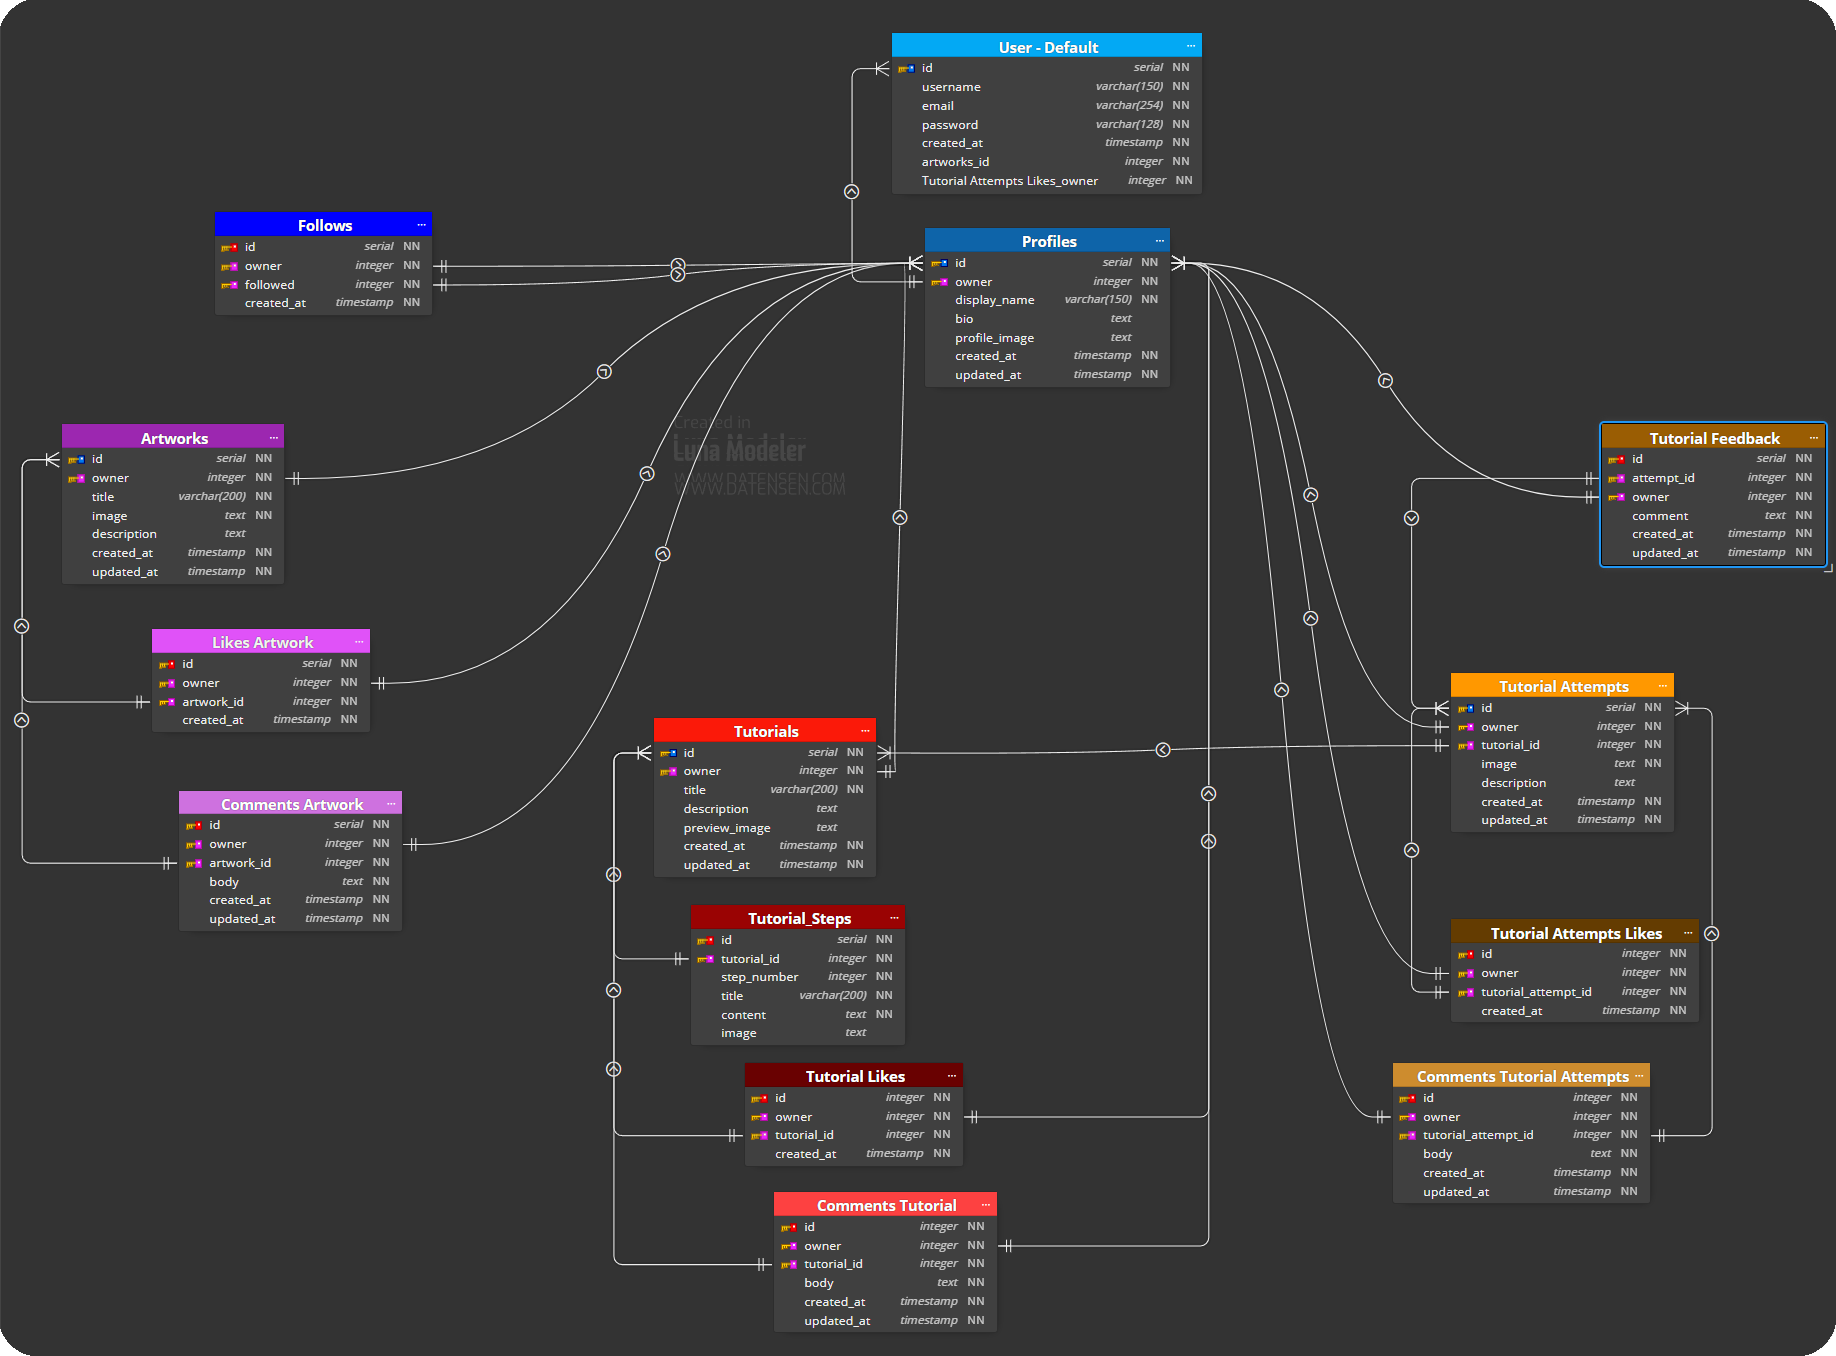 User - Default ...
id serial NN
username varchar(150) NN
email varchar(254) NN
password varchar(128) NN
created_at timestamp NN
artworks_id integer NN
Tutorial Attempts Likes_owner integer NN
Follows ...
id serial NN
owner integer NN
followed integer NN
created_at timestamp NN
Profiles ...
id serial NN
owner integer NN
display_name varchar(150) NN
bio text
profile_image text
created_at timestamp NN
updated_at timestamp NN
Created in
Luna Modeler
WWW.DATENSEN.COM
WWW.DATENSEN.COM
Artworks ...
id serial NN
owner integer NN
title varchar(200) NN
image text NN
description text
created_at timestamp NN
updated_at timestamp NN
Tutorial Feedback ...
id serial NN
attempt_id integer NN
owner integer NN
comment text NN
created_at timestamp NN
updated_at timestamp NN
Likes Artwork ...
id serial NN
owner integer NN
artwork_id integer NN
created_at timestamp NN
Tutorial Attempts ...
id serial NN
owner integer NN
tutorial_id integer NN
image text NN
description text
created_at timestamp NN
updated_at timestamp NN
Tutorials ...
id serial NN
owner integer NN
title varchar(200) NN
description text
preview_image text
created_at timestamp NN
updated_at timestamp NN
Comments Artwork ...
id serial NN
owner integer NN
artwork_id integer NN
body text NN
created_at timestamp NN
updated_at timestamp NN
Tutorial_Steps ...
id serial NN
tutorial_id integer NN
step_number integer NN
title varchar(200) NN
content text NN
image text
Tutorial Attempts Likes ...
id integer NN
owner integer NN
tutorial_attempt_id integer NN
created_at timestamp NN
Tutorial Likes ...
id integer NN
owner integer NN
tutorial_id integer NN
created_at timestamp NN
Comments Tutorial Attempts ...
id integer NN
owner integer NN
tutorial_attempt_id integer NN
body text NN
created_at timestamp NN
updated_at timestamp NN
Comments Tutorial ...
id integer NN
owner integer NN
tutorial_id integer NN
body text NN
created_at timestamp NN
updated_at timestamp NN